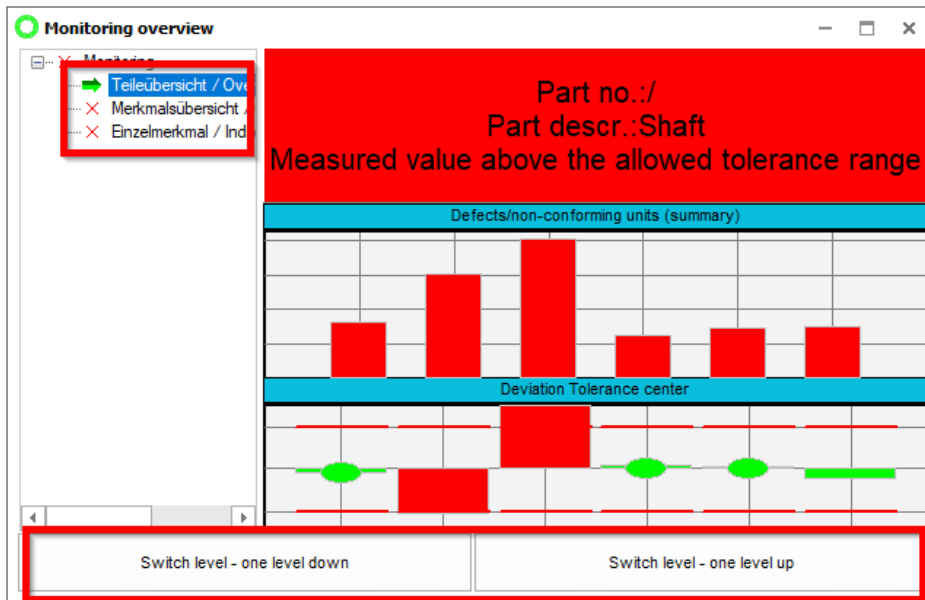 Monitoring overview
Monitoring
Teileübersicht / Ove
Merkmalsübersicht /
Einzelmerkmal / Ind
Part no.:/
Part descr.:Shaft
Measured value above the allowed tolerance range
Defects/non-conforming units (summary)
Deviation Tolerance center
Switch level - one level down
Switch level - one level up